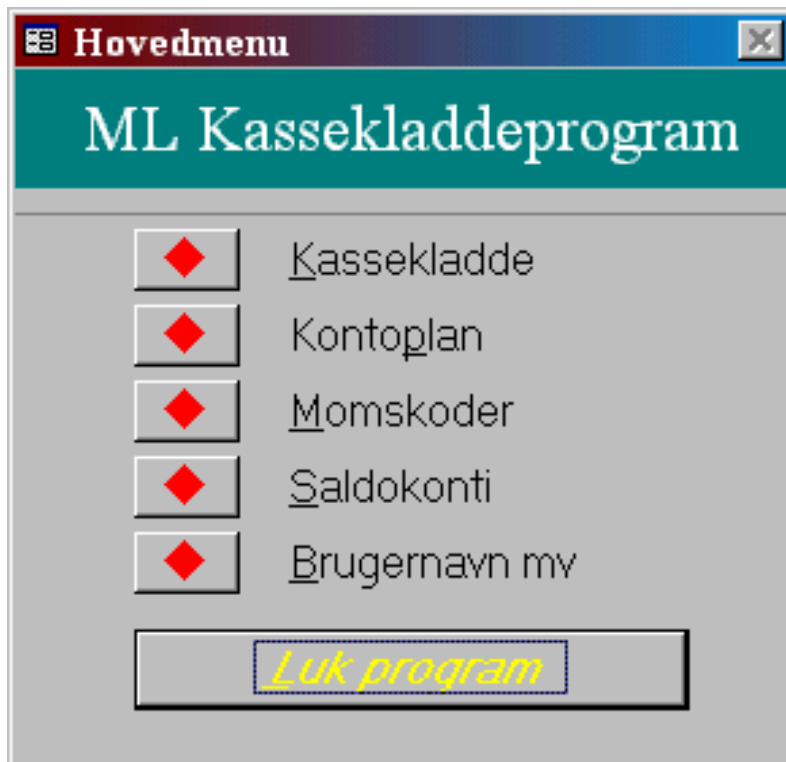 Hovedmenu
ML Kassekladdeprogram
Kassekladde
Kontoplan
Momskoder
Saldokonti
Brugernavn mv
Luk program